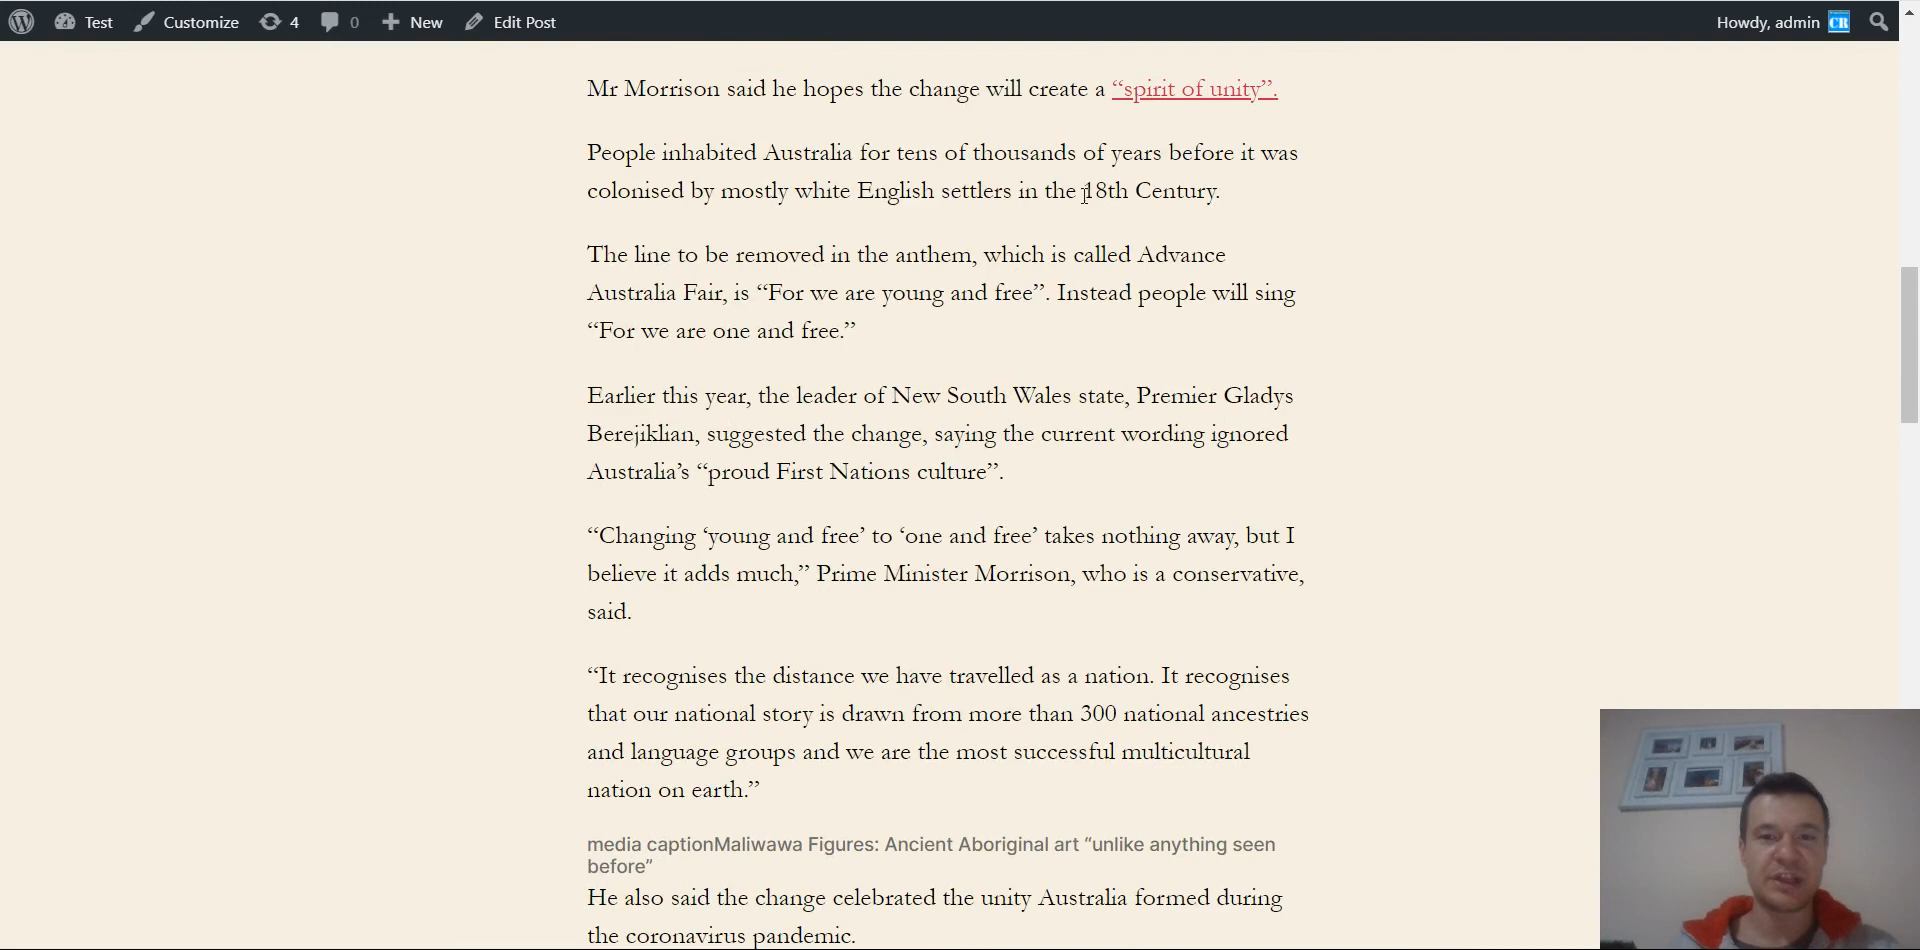 Test Customize 4 0 New Edit Post Howdy, admin CR
Mr Morrison said he hopes the change will create a “spirit of unity”.
People inhabited Australia for tens of thousands of years before it was
colonised by mostly white English settlers in the 18th Century.
The line to be removed in the anthem, which is called Advance
Australia Fair, is “For we are young and free”. Instead people will sing
“For we are one and free.”
Earlier this year, the leader of New South Wales state, Premier Gladys
Berejiklian, suggested the change, saying the current wording ignored
Australia’s “proud First Nations culture”.
“Changing ‘young and free’ to ‘one and free’ takes nothing away, but I
believe it adds much,” Prime Minister Morrison, who is a conservative,
said.
“It recognises the distance we have travelled as a nation. It recognises
that our national story is drawn from more than 300 national ancestries
and language groups and we are the most successful multicultural
nation on earth.”
media captionMaliwawa Figures: Ancient Aboriginal art “unlike anything seen
before”
He also said the change celebrated the unity Australia formed during
the coronavirus pandemic.